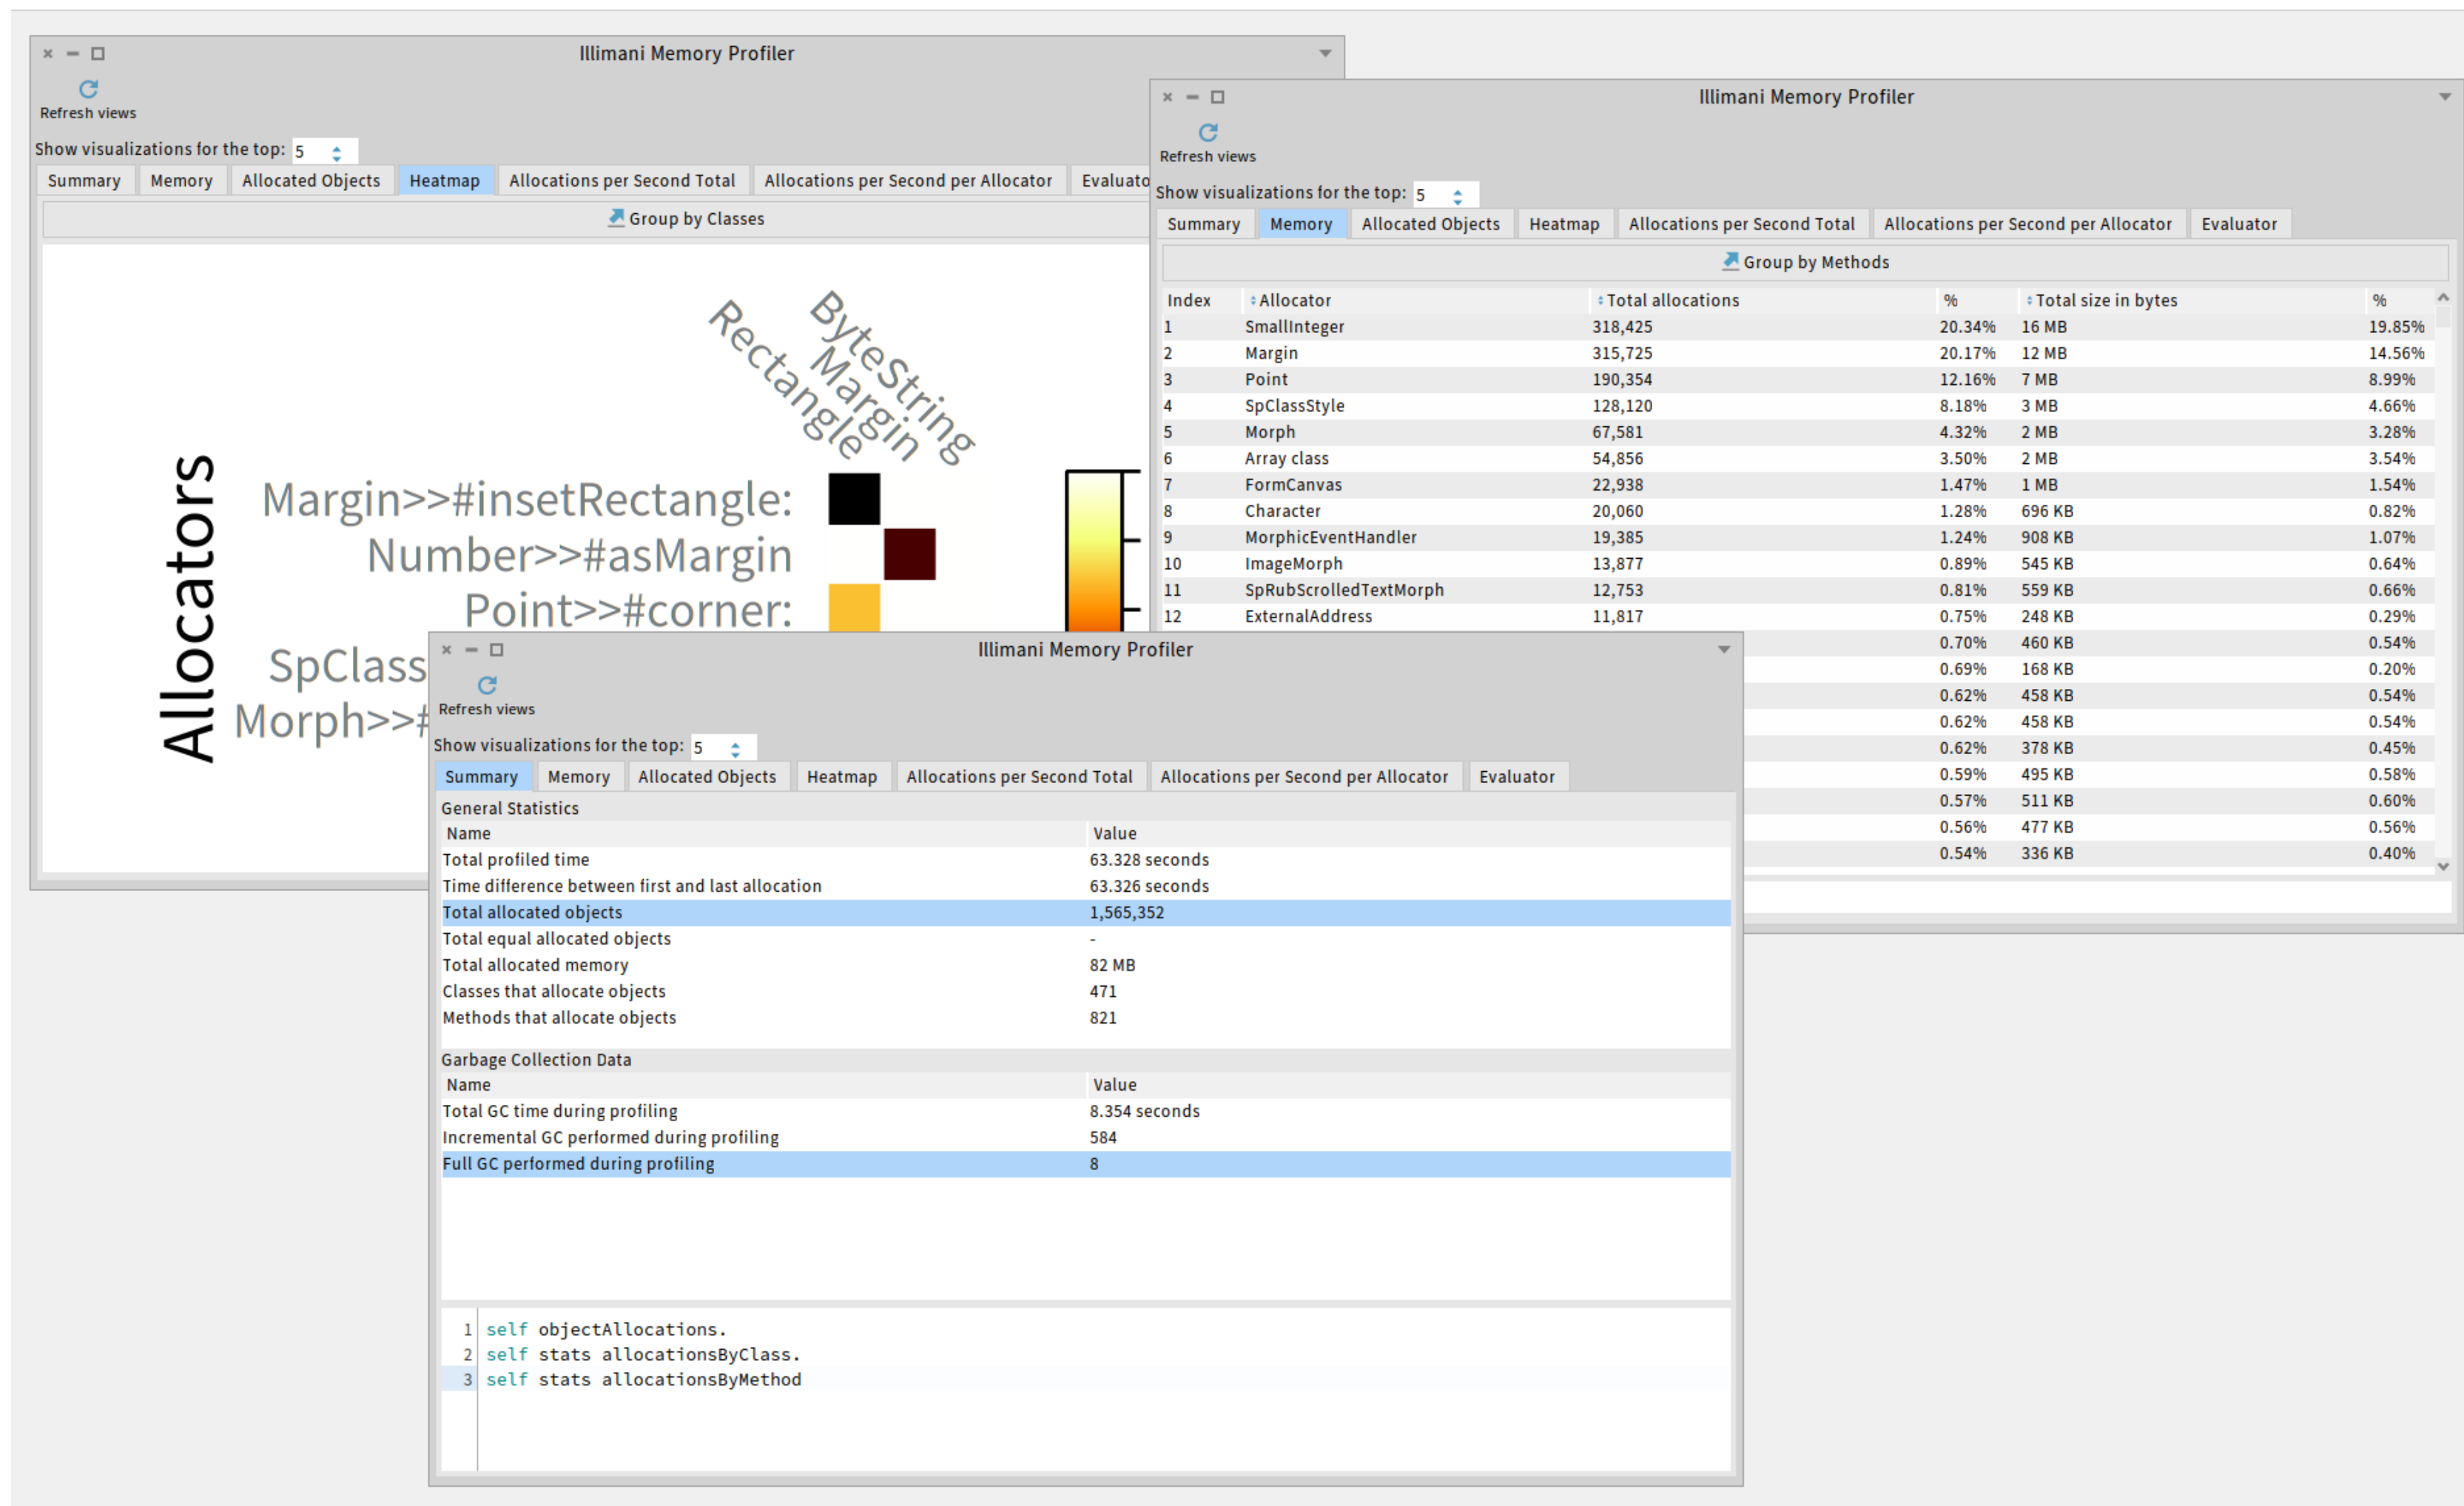 Illimani Memory Profiler
Refresh views
Show visualizations for the top: 5
Summary Memory Allocated Objects Heatmap Allocations per Second Total Allocations per Second per Allocator Evaluato
Group by Classes
Rectangle
Margin
ByteString
Allocators
Margin>>#insetRectangle:
Number>>#asMargin
Point>>#corner:
SpClass
Morph>>#
Illimani Memory Profiler
Refresh views
Show visualizations for the top: 5
Summary Memory Allocated Objects Heatmap Allocations per Second Total Allocations per Second per Allocator Evaluator
Group by Methods
Index Allocator Total allocations % Total size in bytes %
1 SmallInteger 318,425 20.34% 16 MB 19.85%
2 Margin 315,725 20.17% 12 MB 14.56%
3 Point 190,354 12.16% 7 MB 8.99%
4 SpClassStyle 128,120 8.18% 3 MB 4.66%
5 Morph 67,581 4.32% 2 MB 3.28%
6 Array class 54,856 3.50% 2 MB 3.54%
7 FormCanvas 22,938 1.47% 1 MB 1.54%
8 Character 20,060 1.28% 696 KB 0.82%
9 MorphicEventHandler 19,385 1.24% 908 KB 1.07%
10 ImageMorph 13,877 0.89% 545 KB 0.64%
11 SpRubScrolledTextMorph 12,753 0.81% 559 KB 0.66%
12 ExternalAddress 11,817 0.75% 248 KB 0.29%
0.70% 460 KB 0.54%
0.69% 168 KB 0.20%
0.62% 458 KB 0.54%
0.62% 458 KB 0.54%
0.62% 378 KB 0.45%
0.59% 495 KB 0.58%
0.57% 511 KB 0.60%
0.56% 477 KB 0.56%
0.54% 336 KB 0.40%
Illimani Memory Profiler
Refresh views
Show visualizations for the top: 5
Summary Memory Allocated Objects Heatmap Allocations per Second Total Allocations per Second per Allocator Evaluator
General Statistics
Name Value
Total profiled time 63.328 seconds
Time difference between first and last allocation 63.326 seconds
Total allocated objects 1,565,352
Total equal allocated objects -
Total allocated memory 82 MB
Classes that allocate objects 471
Methods that allocate objects 821
Garbage Collection Data
Name Value
Total GC time during profiling 8.354 seconds
Incremental GC performed during profiling 584
Full GC performed during profiling 8
1 self objectAllocations.
2 self stats allocationsByClass.
3 self stats allocationsByMethod